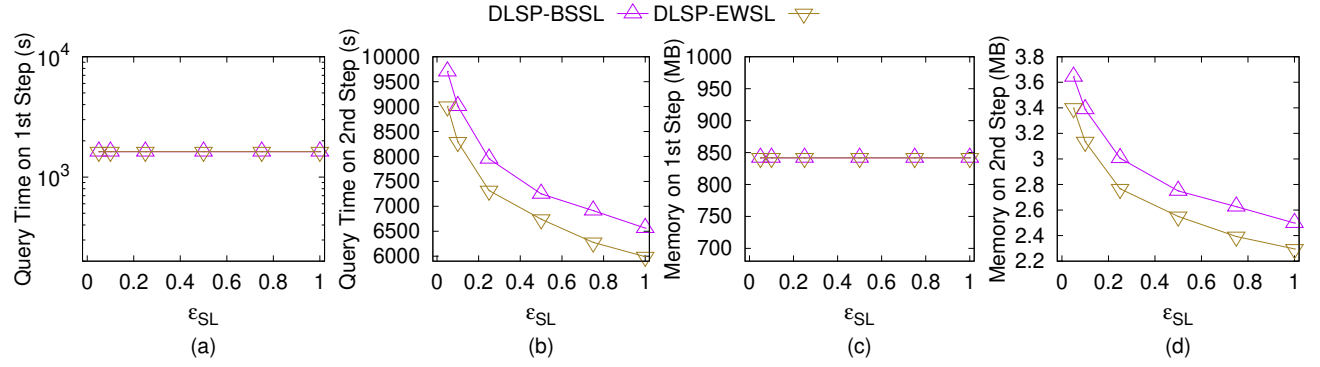 DLSP-BSSL DLSP-EWSL
Query Time on 1st Step (s)
10^4
10^3
0 0.2 0.4 0.6 0.8 1
ε_SL
(a)
Query Time on 2nd Step (s)
10000
9500
9000
8500
8000
7500
7000
6500
6000
0 0.2 0.4 0.6 0.8 1
ε_SL
(b)
Memory on 1st Step (MB)
1000
950
900
850
800
750
700
0 0.2 0.4 0.6 0.8 1
ε_SL
(c)
Memory on 2nd Step (MB)
3.8
3.6
3.4
3.2
3
2.8
2.6
2.4
2.2
0 0.2 0.4 0.6 0.8 1
ε_SL
(d)